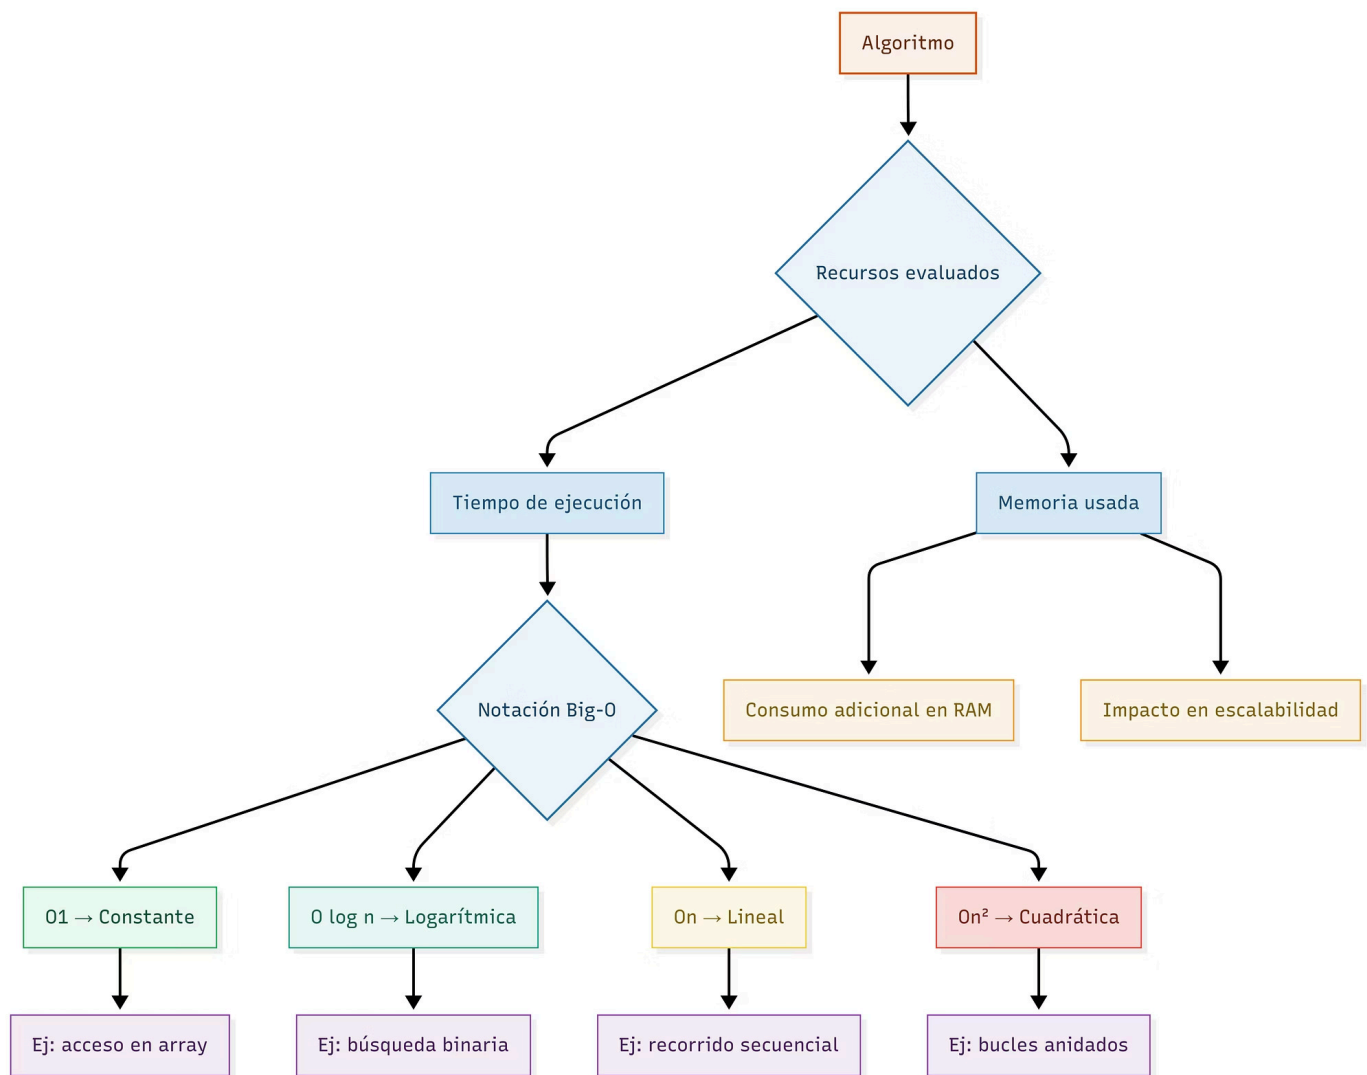 Algoritmo
Recursos evaluados
Tiempo de ejecución
Memoria usada
Notación Big-O
Consumo adicional en RAM
Impacto en escalabilidad
O1 → Constante
O log n → Logarítmica
On → Lineal
On² → Cuadrática
Ej: acceso en array
Ej: búsqueda binaria
Ej: recorrido secuencial
Ej: bucles anidados